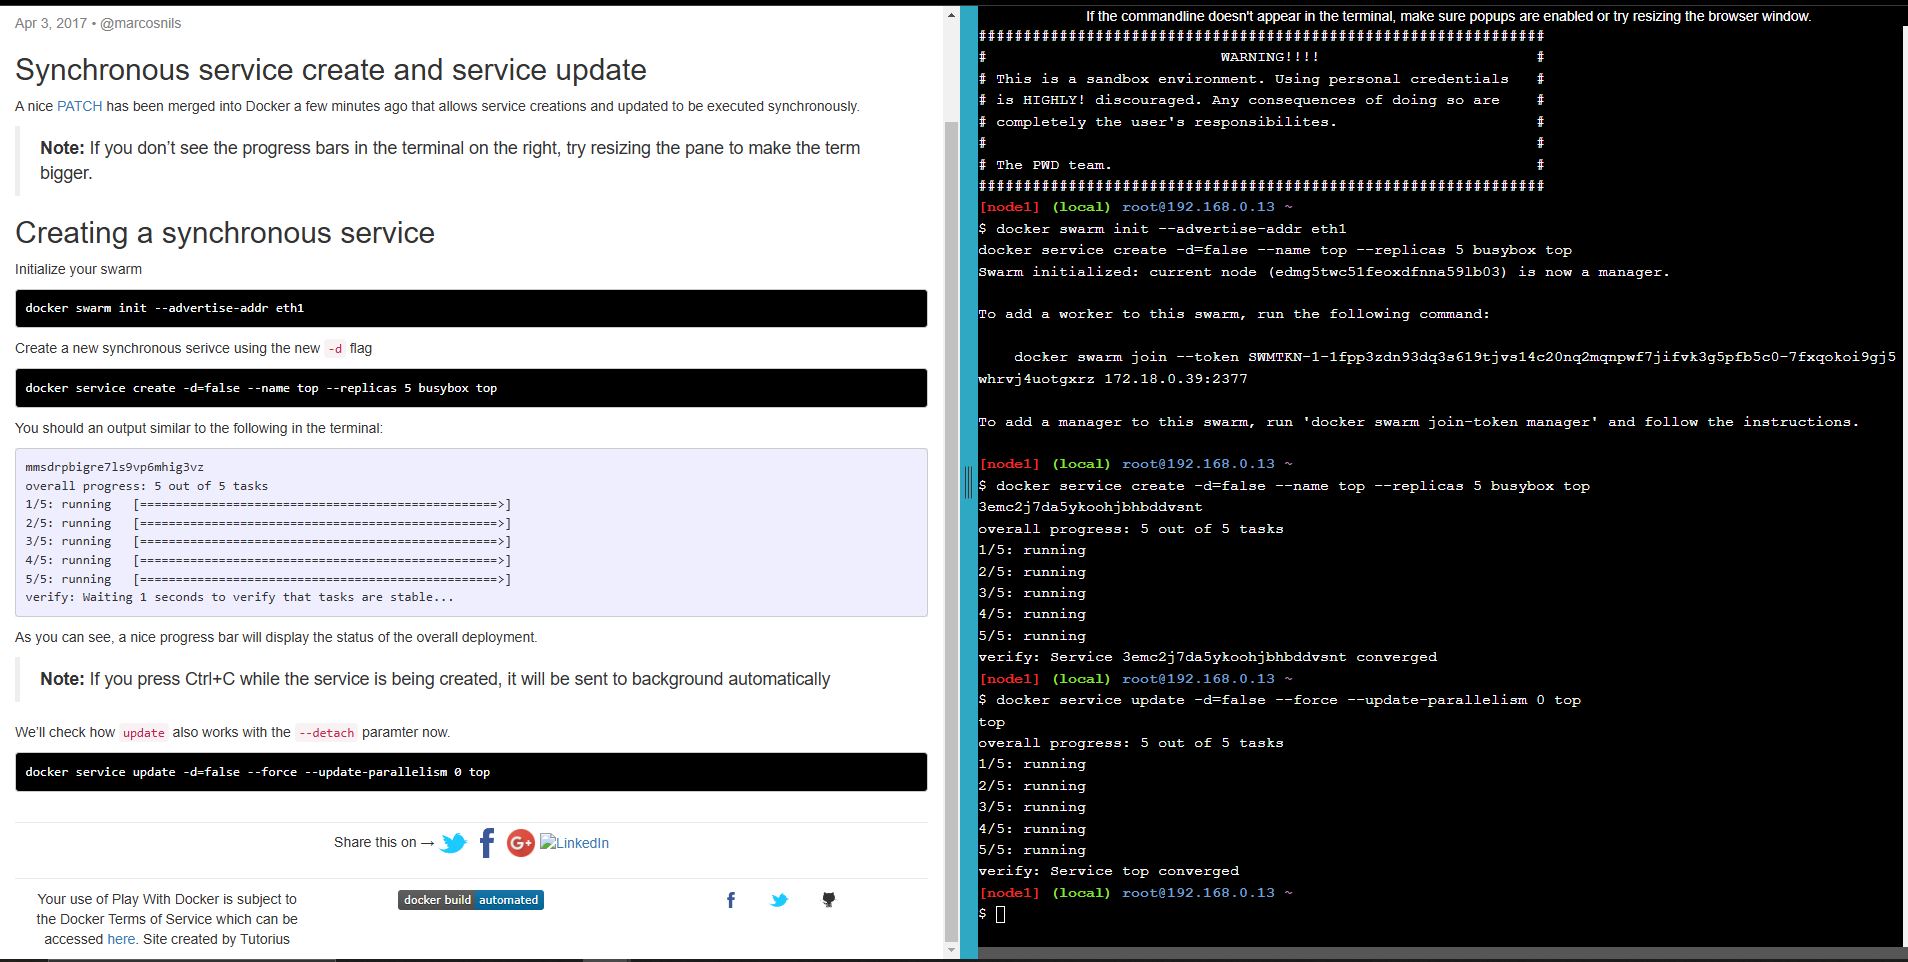 Apr 3, 2017 • @marcosnils
Synchronous service create and service update
A nice PATCH has been merged into Docker a few minutes ago that allows service creations and updated to be executed synchronously.
Note: If you don’t see the progress bars in the terminal on the right, try resizing the pane to make the term
bigger.
Creating a synchronous service
Initialize your swarm
docker swarm init --advertise-addr eth1
Create a new synchronous serivce using the new -d flag
docker service create -d=false --name top --replicas 5 busybox top
You should an output similar to the following in the terminal:
mmsdrpbigre7ls9vp6mhig3vz
overall progress: 5 out of 5 tasks
1/5: running   [==================================================>]
2/5: running   [==================================================>]
3/5: running   [==================================================>]
4/5: running   [==================================================>]
5/5: running   [==================================================>]
verify: Waiting 1 seconds to verify that tasks are stable...
As you can see, a nice progress bar will display the status of the overall deployment.
Note: If you press Ctrl+C while the service is being created, it will be sent to background automatically
We’ll check how update also works with the --detach paramter now.
docker service update -d=false --force --update-parallelism 0 top
Share this on → LinkedIn
Your use of Play With Docker is subject to
the Docker Terms of Service which can be
accessed here. Site created by Tutorius
docker build automated
If the commandline doesn't appear in the terminal, make sure popups are enabled or try resizing the browser window.
###############################################################
#                          WARNING!!!!                        #
# This is a sandbox environment. Using personal credentials   #
# is HIGHLY! discouraged. Any consequences of doing so are    #
# completely the user's responsibilites.                      #
#                                                             #
# The PWD team.                                               #
###############################################################
[node1] (local) root@192.168.0.13 ~
$ docker swarm init --advertise-addr eth1
docker service create -d=false --name top --replicas 5 busybox top
Swarm initialized: current node (edmg5twc51feoxdfnna59lb03) is now a manager.
To add a worker to this swarm, run the following command:
docker swarm join --token SWMTKN-1-1fpp3zdn93dq3s619tjvs14c20nq2mqnpwf7jifvk3g5pfb5c0-7fxqokoi9gj5
whrvj4uotgxrz 172.18.0.39:2377
To add a manager to this swarm, run 'docker swarm join-token manager' and follow the instructions.
[node1] (local) root@192.168.0.13 ~
$ docker service create -d=false --name top --replicas 5 busybox top
3emc2j7da5ykoohjbhbddvsnt
overall progress: 5 out of 5 tasks
1/5: running
2/5: running
3/5: running
4/5: running
5/5: running
verify: Service 3emc2j7da5ykoohjbhbddvsnt converged
[node1] (local) root@192.168.0.13 ~
$ docker service update -d=false --force --update-parallelism 0 top
top
overall progress: 5 out of 5 tasks
1/5: running
2/5: running
3/5: running
4/5: running
5/5: running
verify: Service top converged
[node1] (local) root@192.168.0.13 ~
$